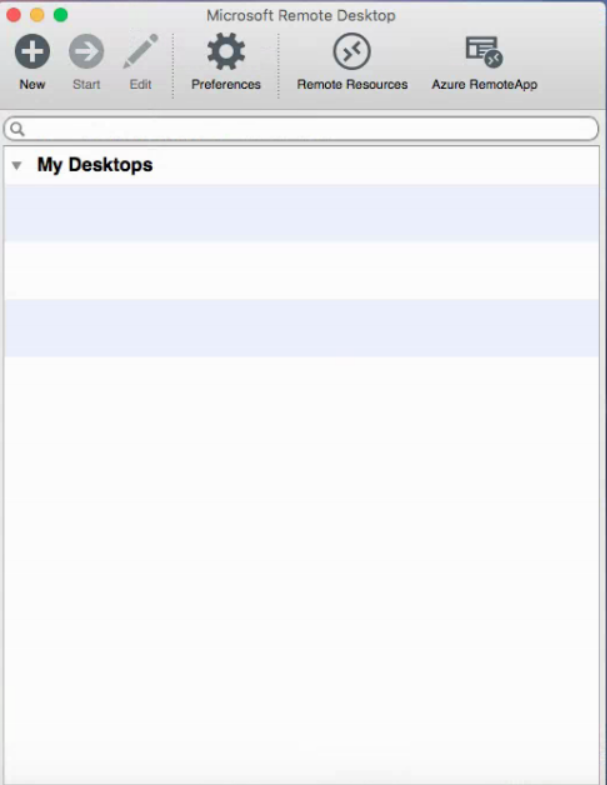 Microsoft Remote Desktop
New Start Edit Preferences Remote Resources Azure RemoteApp
My Desktops